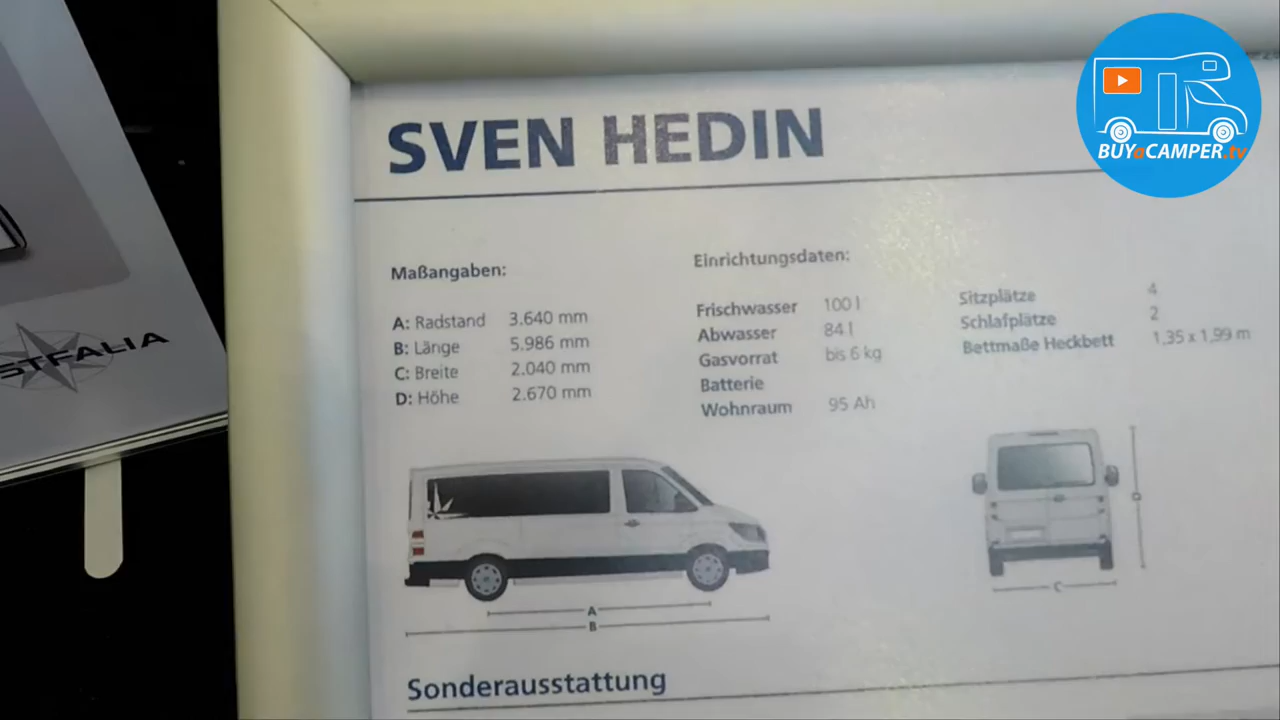 BUYaCAMPER.tv
SVEN HEDIN
Maßangaben:
A: Radstand 3.640 mm
B: Länge 5.986 mm
C: Breite 2.040 mm
D: Höhe 2.670 mm
Einrichtungsdaten:
Frischwasser 100 l
Abwasser 84 l
Gasvorrat bis 6 kg
Batterie
Wohnraum 95 Ah
Sitzplätze 4
Schlafplätze 2
Bettmaße Heckbett 1,35 x 1,99 m
STFALIA
A
B
C
D
Sonderausstattung